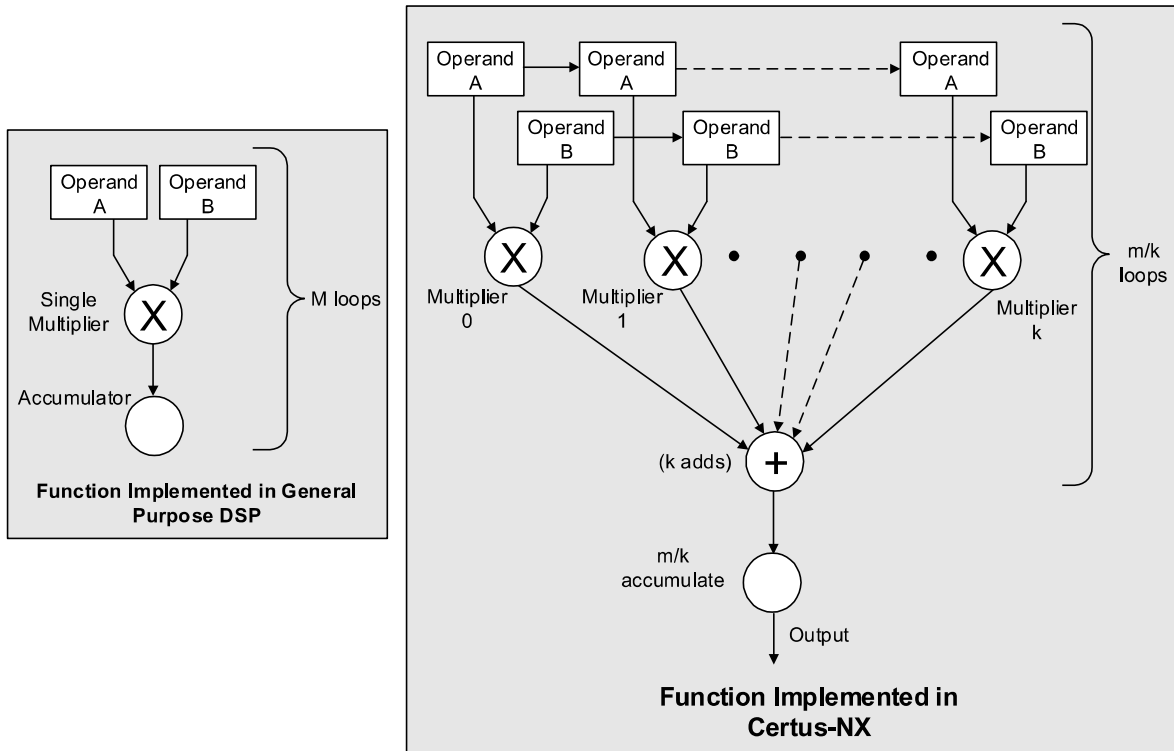 Operand
A
Operand
B
Single
Multiplier
X
M loops
Accumulator
Function Implemented in General
Purpose DSP
Operand
A
Operand
A
Operand
A
Operand
B
Operand
B
Operand
B
X
X
X
m/k
loops
Multiplier
0
Multiplier
1
Multiplier
k
(k adds)
+
m/k
accumulate
Output
Function Implemented in
Certus-NX